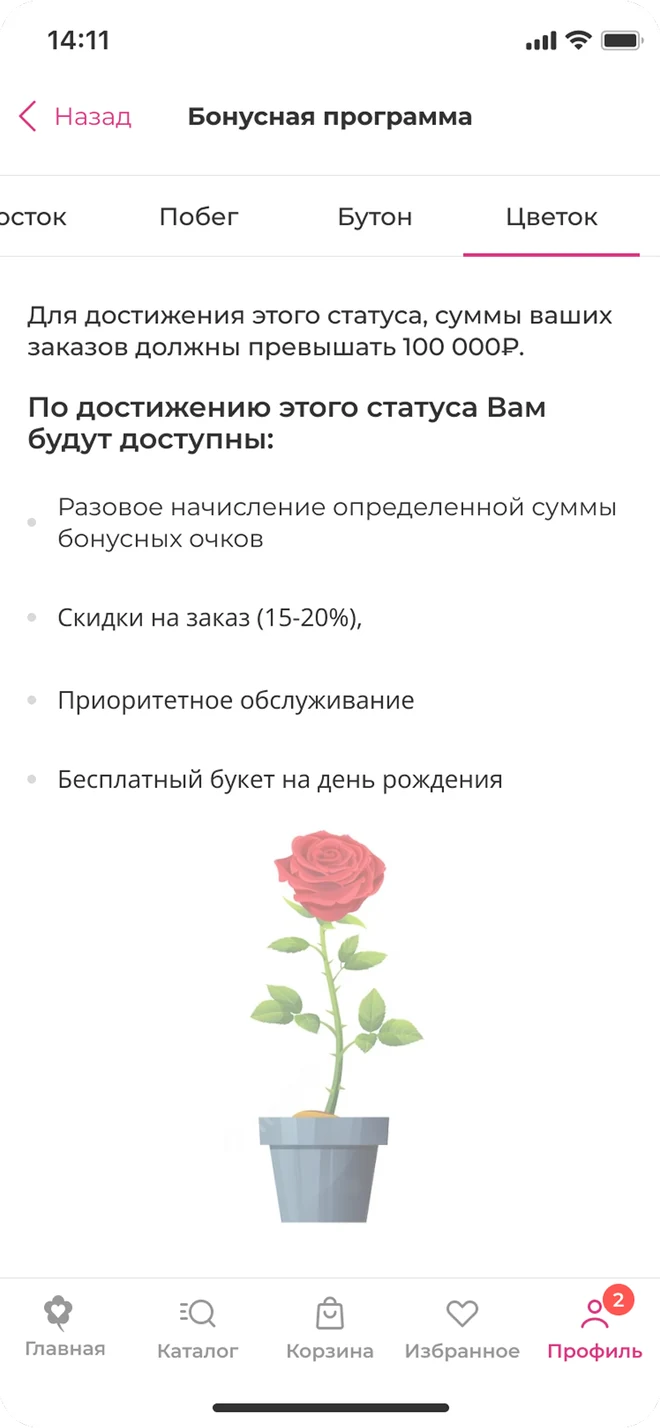 14:11
Назад
Бонусная программа
осток
Побег
Бутон
Цветок
Для достижения этого статуса, суммы ваших
заказов должны превышать 100 000₽.
По достижению этого статуса Вам
будут доступны:
Разовое начисление определенной суммы
бонусных очков
Скидки на заказ (15-20%),
Приоритетное обслуживание
Бесплатный букет на день рождения
2
Главная
Каталог
Корзина
Избранное
Профиль